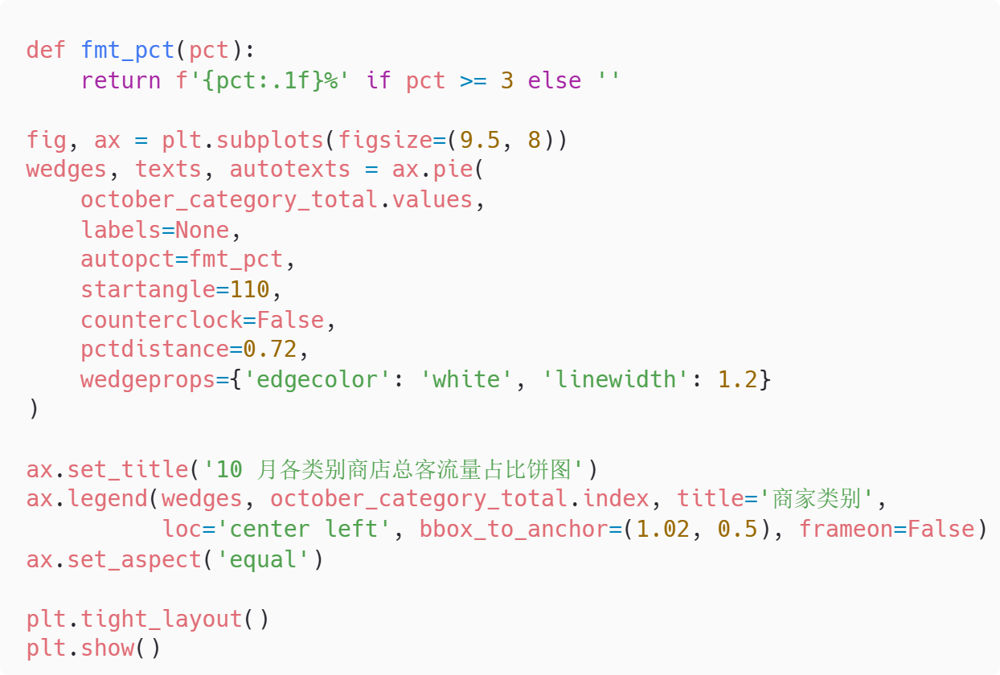 def fmt_pct(pct):
    return f'{pct:.1f}%' if pct >= 3 else ''

fig, ax = plt.subplots(figsize=(9.5, 8))
wedges, texts, autotexts = ax.pie(
    october_category_total.values,
    labels=None,
    autopct=fmt_pct,
    startangle=110,
    counterclock=False,
    pctdistance=0.72,
    wedgeprops={'edgecolor': 'white', 'linewidth': 1.2}
)

ax.set_title('10 月各类别商店总客流量占比饼图')
ax.legend(wedges, october_category_total.index, title='商家类别',
          loc='center left', bbox_to_anchor=(1.02, 0.5), frameon=False)
ax.set_aspect('equal')

plt.tight_layout()
plt.show()